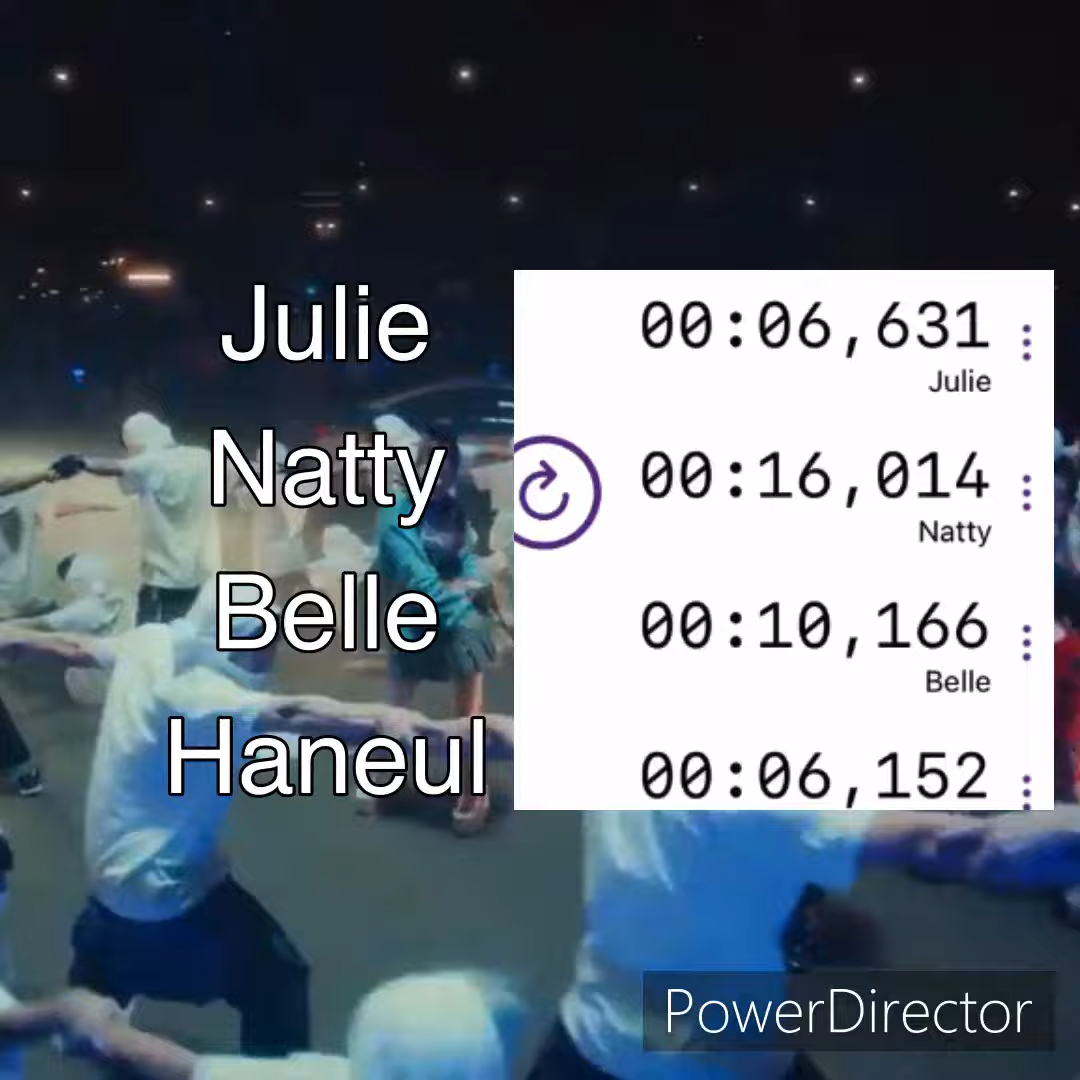 Julie
00:06,631
Julie
Natty
00:16,014
Natty
Belle
00:10,166
Belle
Haneul
00:06,152
PowerDirector